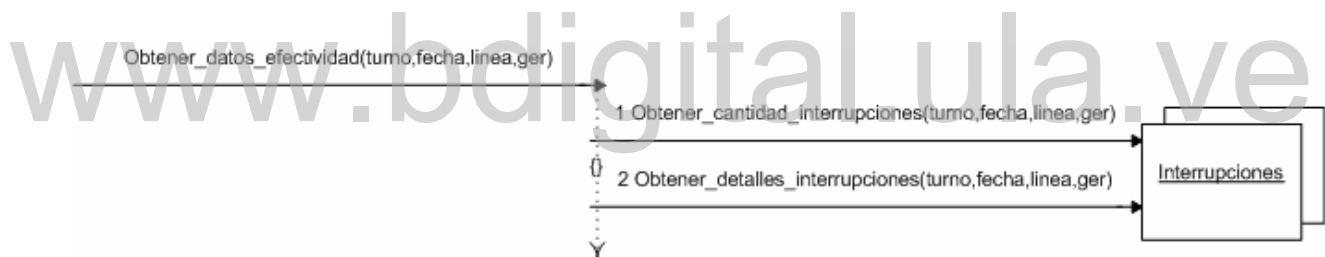 www.bdigital.ula.ve
Obtener_datos_efectividad(turno,fecha,linea,ger)
1 Obtener_cantidad_interrupciones(turno,fecha,linea,ger)
{}
2 Obtener_detalles_interrupciones(turno,fecha,linea,ger)
Interrupciones